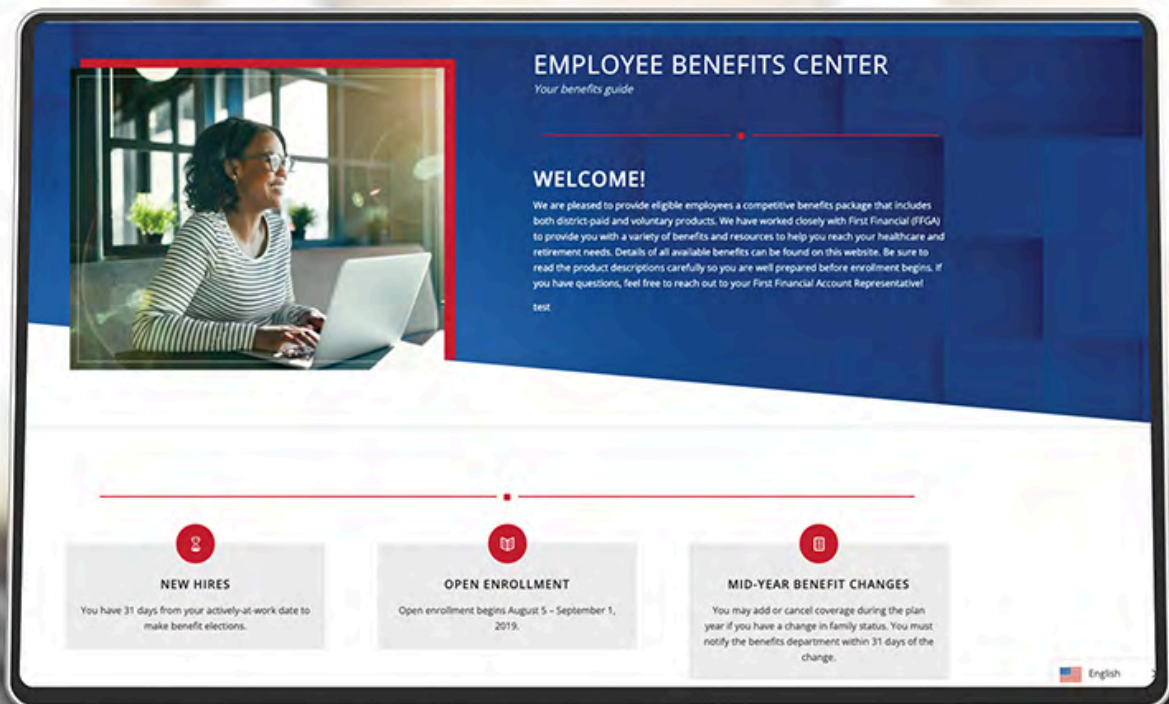 EMPLOYEE BENEFITS CENTER
Your benefits guide
WELCOME!
We are pleased to provide eligible employees a competitive benefits package that includes
both district-paid and voluntary products. We have worked closely with First Financial (FFGA)
to provide you with a variety of benefits and resources to help you reach your healthcare and
retirement needs. Details of all available benefits can be found on this website. Be sure to
read the product descriptions carefully so you are well prepared before enrollment begins. If
you have questions, feel free to reach out to your First Financial Account Representative!
test
NEW HIRES
You have 31 days from your actively-at-work date to
make benefit elections.
OPEN ENROLLMENT
Open enrollment begins August 5 – September 1,
2019.
MID-YEAR BENEFIT CHANGES
You may add or cancel coverage during the plan
year if you have a change in family status. You must
notify the benefits department within 31 days of the
change.
English